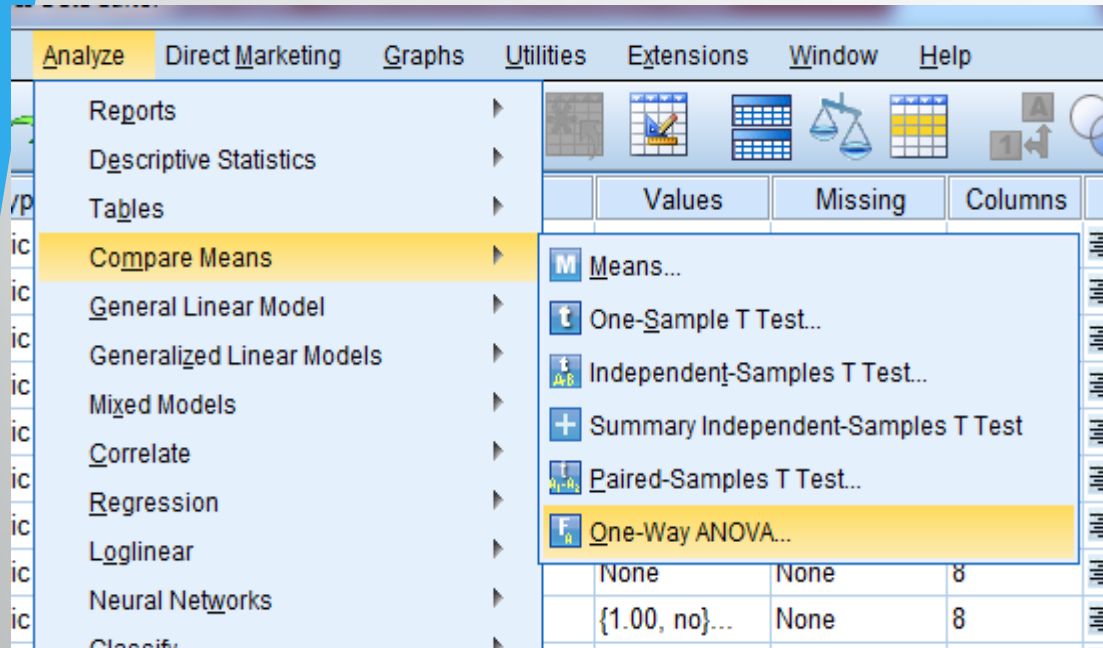 Analyze Direct Marketing Graphs Utilities Extensions Window Help
Reports
Descriptive Statistics
Tables
Compare Means
General Linear Model
Generalized Linear Models
Mixed Models
Correlate
Regression
Loglinear
Neural Networks
Classify
Values Missing Columns
Means...
One-Sample T Test...
Independent-Samples T Test...
Summary Independent-Samples T Test
Paired-Samples T Test...
One-Way ANOVA...
None None 8
{1.00, no}... None 8